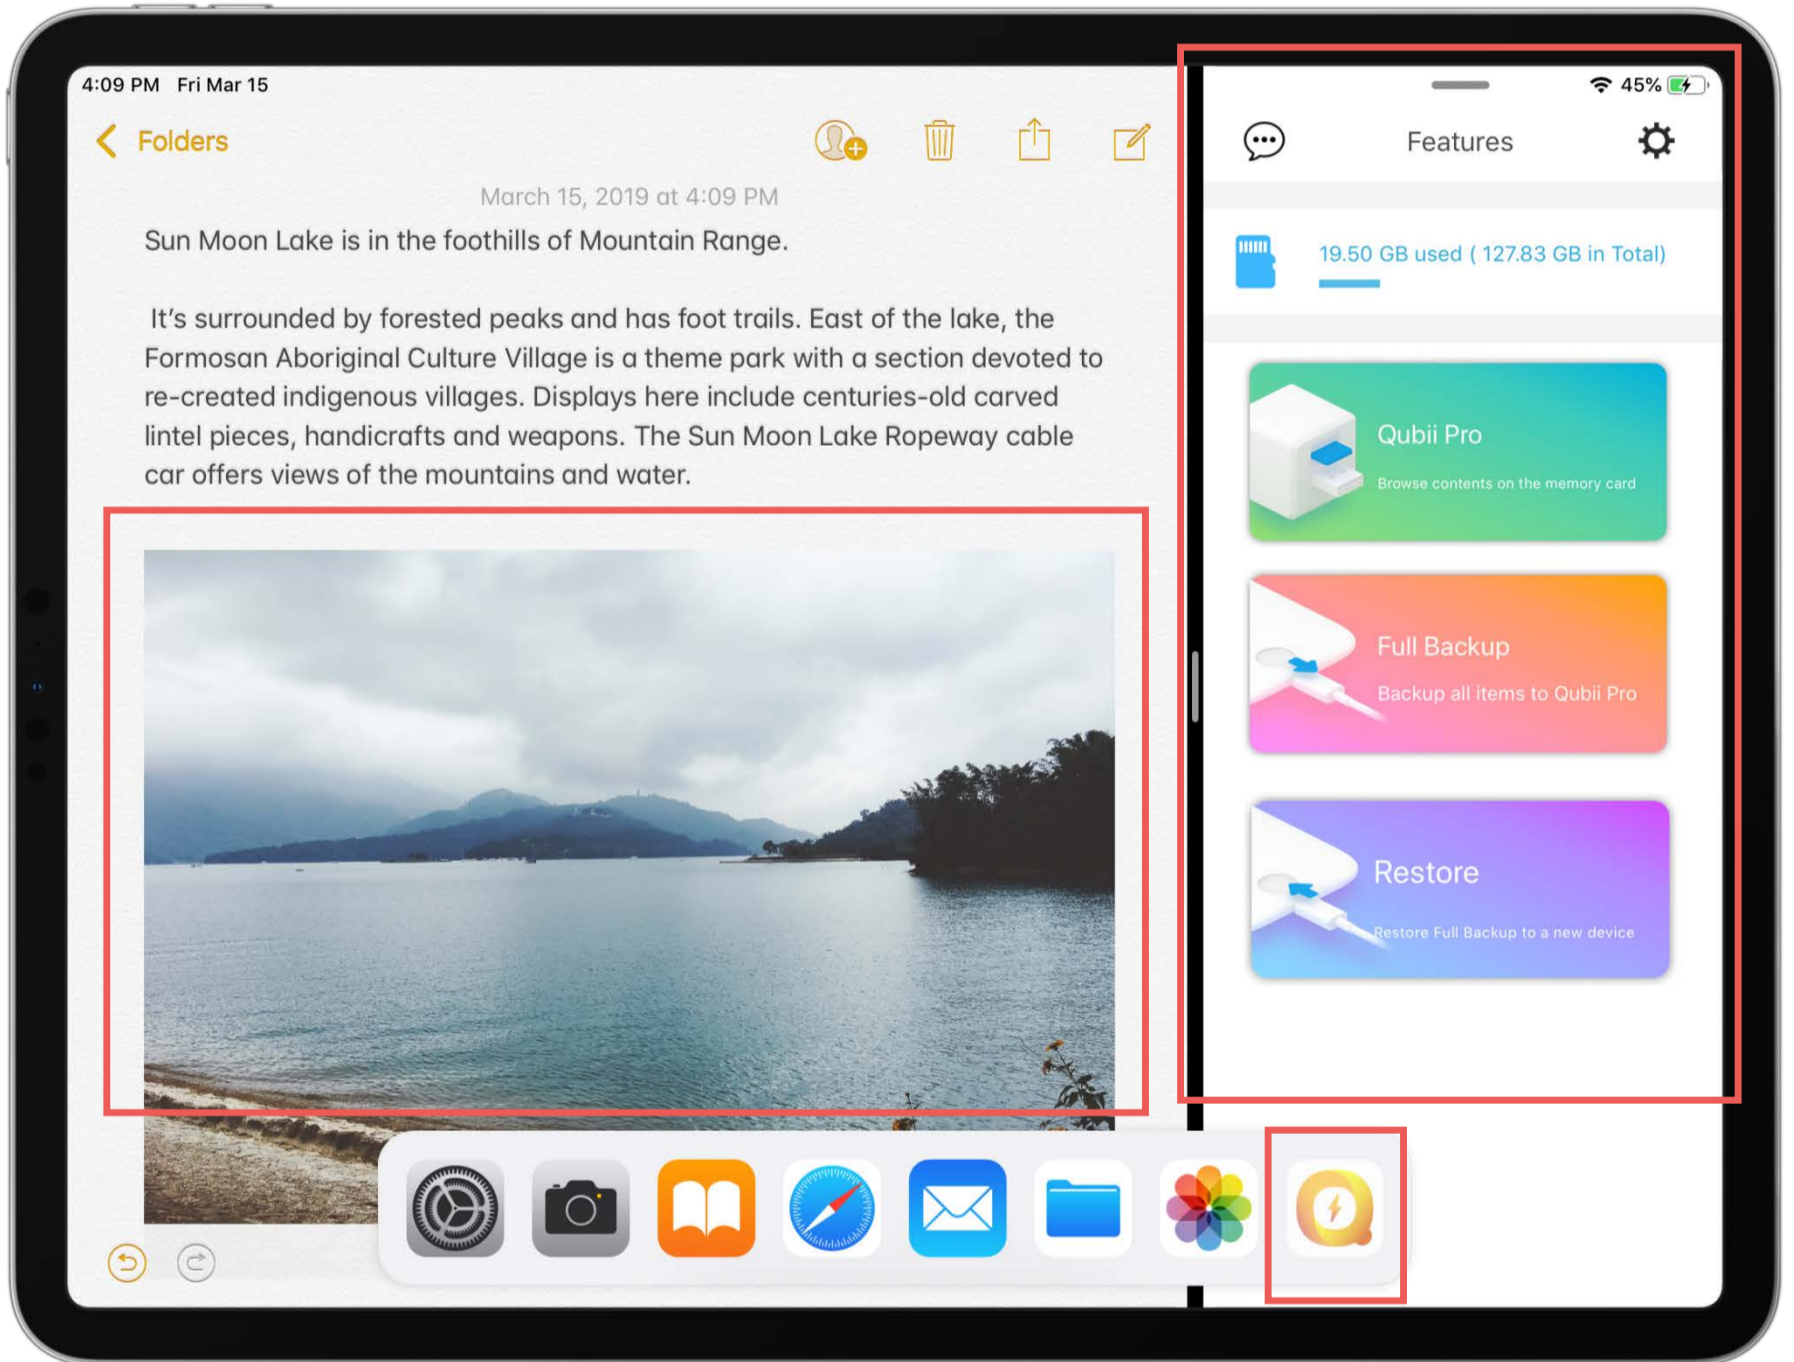 4:09 PM Fri Mar 15
45%
Folders
Features
March 15, 2019 at 4:09 PM
Sun Moon Lake is in the foothills of Mountain Range.
It's surrounded by forested peaks and has foot trails. East of the lake, the
Formosan Aboriginal Culture Village is a theme park with a section devoted to
re-created indigenous villages. Displays here include centuries-old carved
lintel pieces, handicrafts and weapons. The Sun Moon Lake Ropeway cable
car offers views of the mountains and water.
19.50 GB used ( 127.83 GB in Total)
Qubii Pro
Browse contents on the memory card
Full Backup
Backup all items to Qubii Pro
Restore
Restore Full Backup to a new device